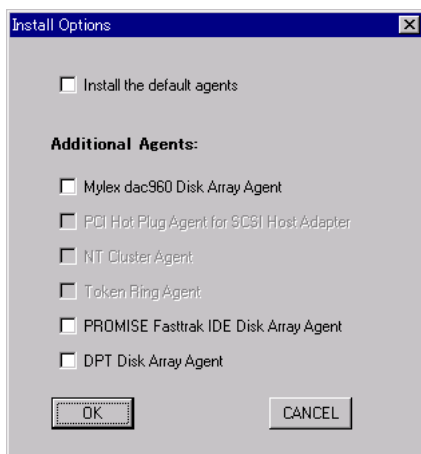 Install Options
Install the default agents
Additional Agents:
Mylex dac960 Disk Array Agent
PCI Hot Plug Agent for SCSI Host Adapter
NT Cluster Agent
Token Ring Agent
PROMISE Fasttrak IDE Disk Array Agent
DPT Disk Array Agent
OK CANCEL